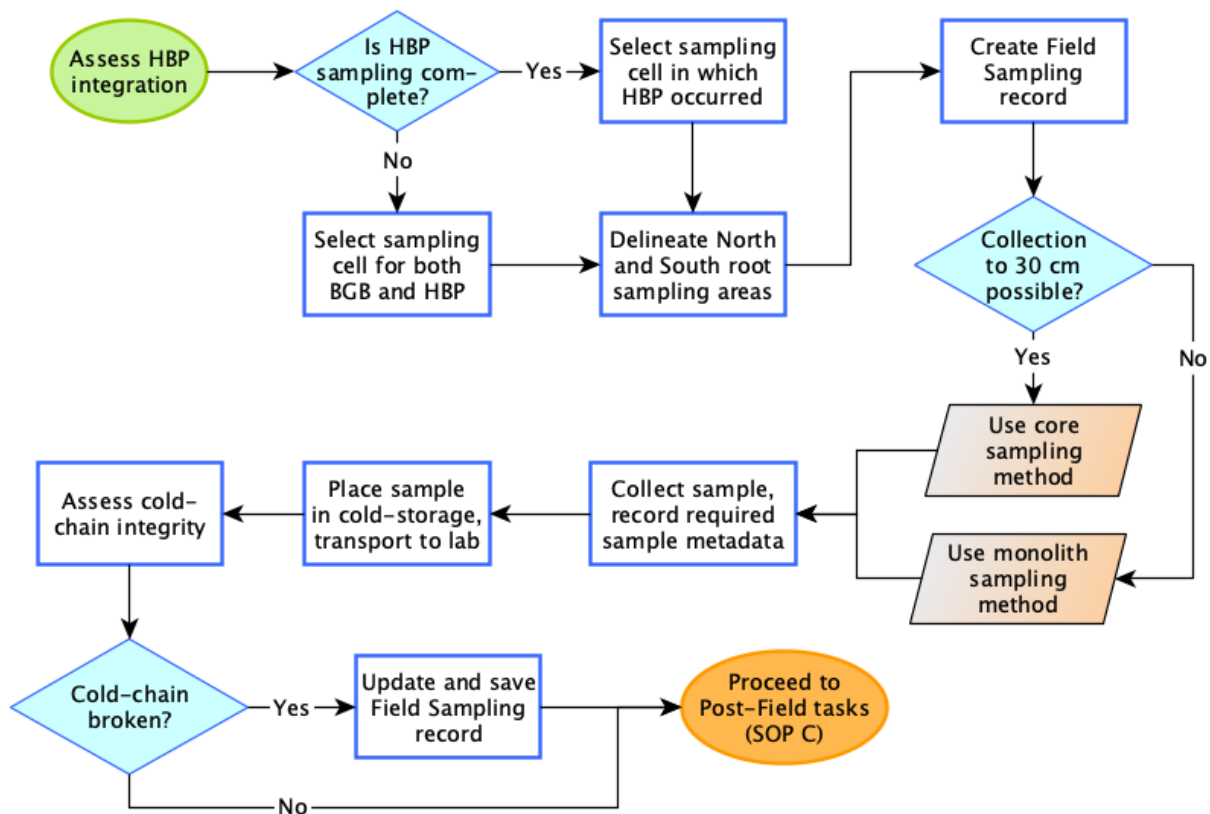 Assess HBP
integration
Is HBP
sampling com-
plete?
Yes
Select sampling
cell in which
HBP occurred
Create Field
Sampling
record
No
Select sampling
cell for both
BGB and HBP
Delineate North
and South root
sampling areas
Collection
to 30 cm
possible?
Yes
No
Use core
sampling
method
Use monolith
sampling
method
Collect sample,
record required
sample metadata
Place sample
in cold-storage,
transport to lab
Assess cold-
chain integrity
Cold-chain
broken?
Yes
Update and save
Field Sampling
record
No
Proceed to
Post-Field tasks
(SOP C)